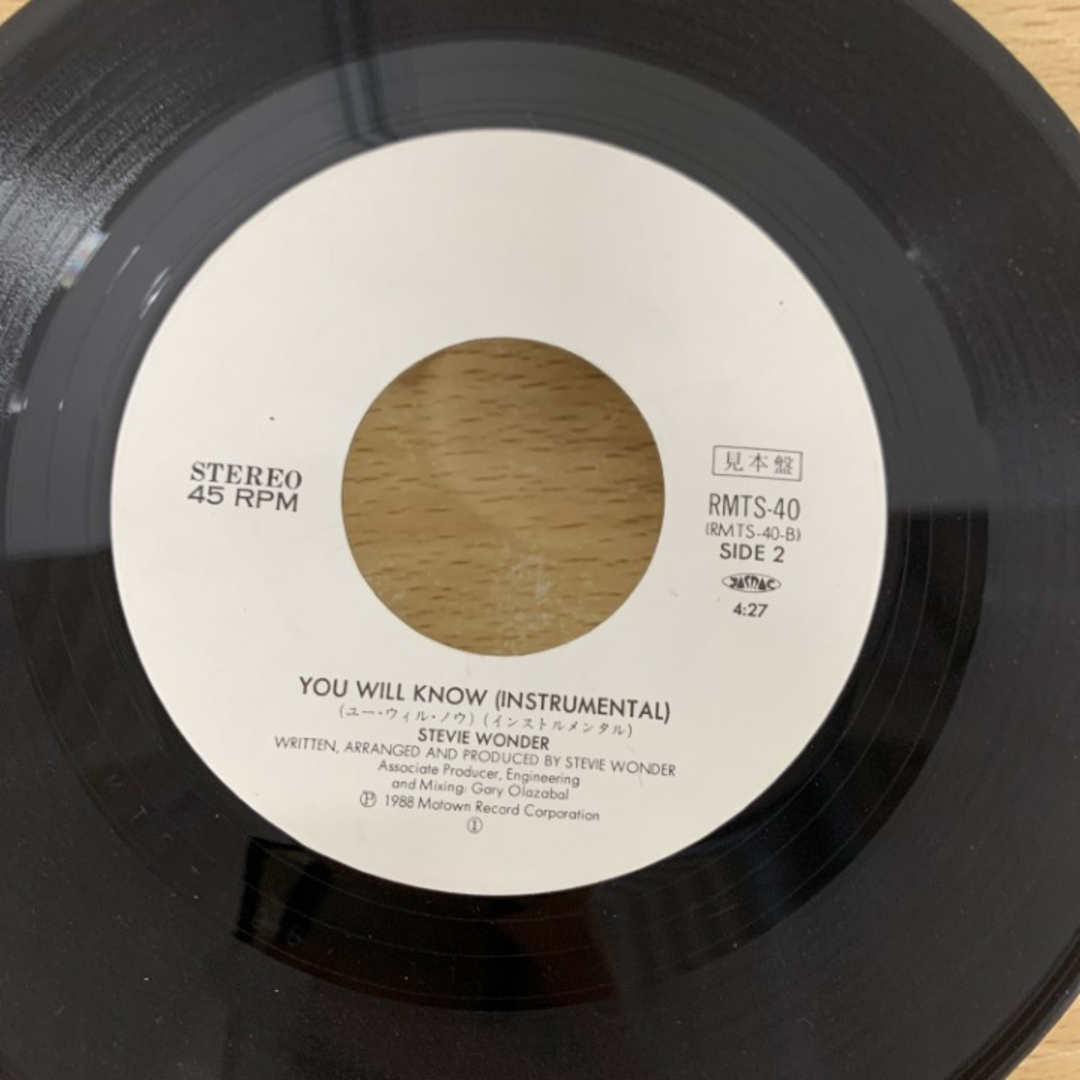 STEREO
45 RPM
見本盤
RMTS-40
(RMTS-40-B)
SIDE 2
JASRAC
4:27
YOU WILL KNOW (INSTRUMENTAL)
(ユー・ウィル・ノウ) (インストルメンタル)
STEVIE WONDER
WRITTEN, ARRANGED AND PRODUCED BY STEVIE WONDER
Associate Producer, Engineering
and Mixing: Gary Olazabal
Ⓟ 1988 Motown Record Corporation
①